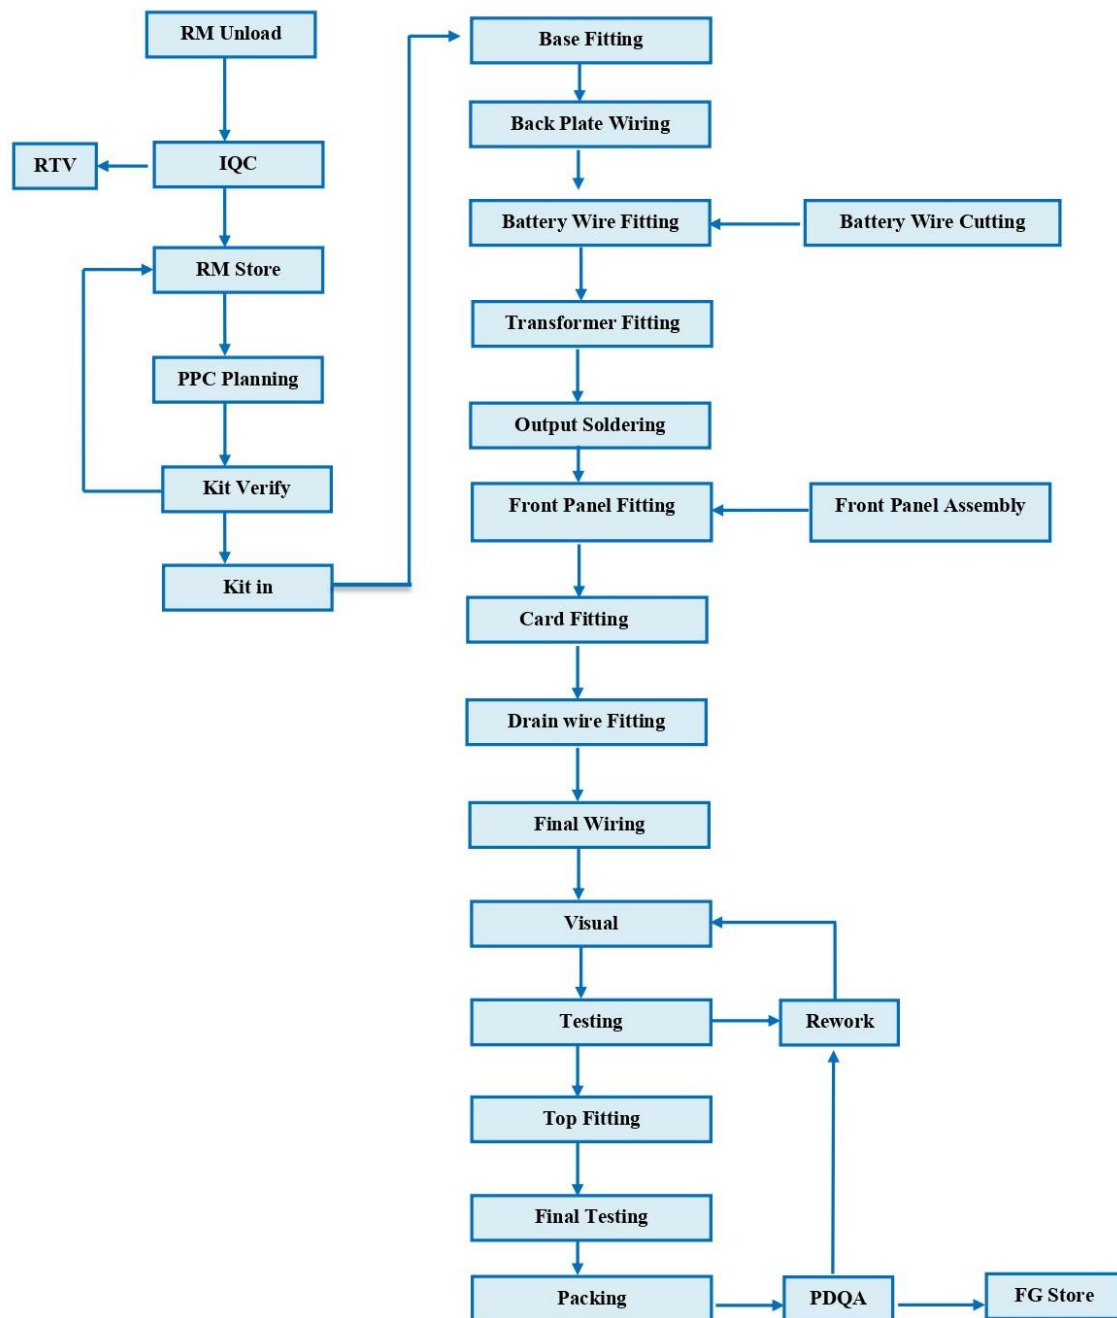 RM Unload
RTV
IQC
RM Store
PPC Planning
Kit Verify
Kit in
Base Fitting
Back Plate Wiring
Battery Wire Fitting
Battery Wire Cutting
Transformer Fitting
Output Soldering
Front Panel Fitting
Front Panel Assembly
Card Fitting
Drain wire Fitting
Final Wiring
Visual
Testing
Rework
Top Fitting
Final Testing
Packing
PDQA
FG Store